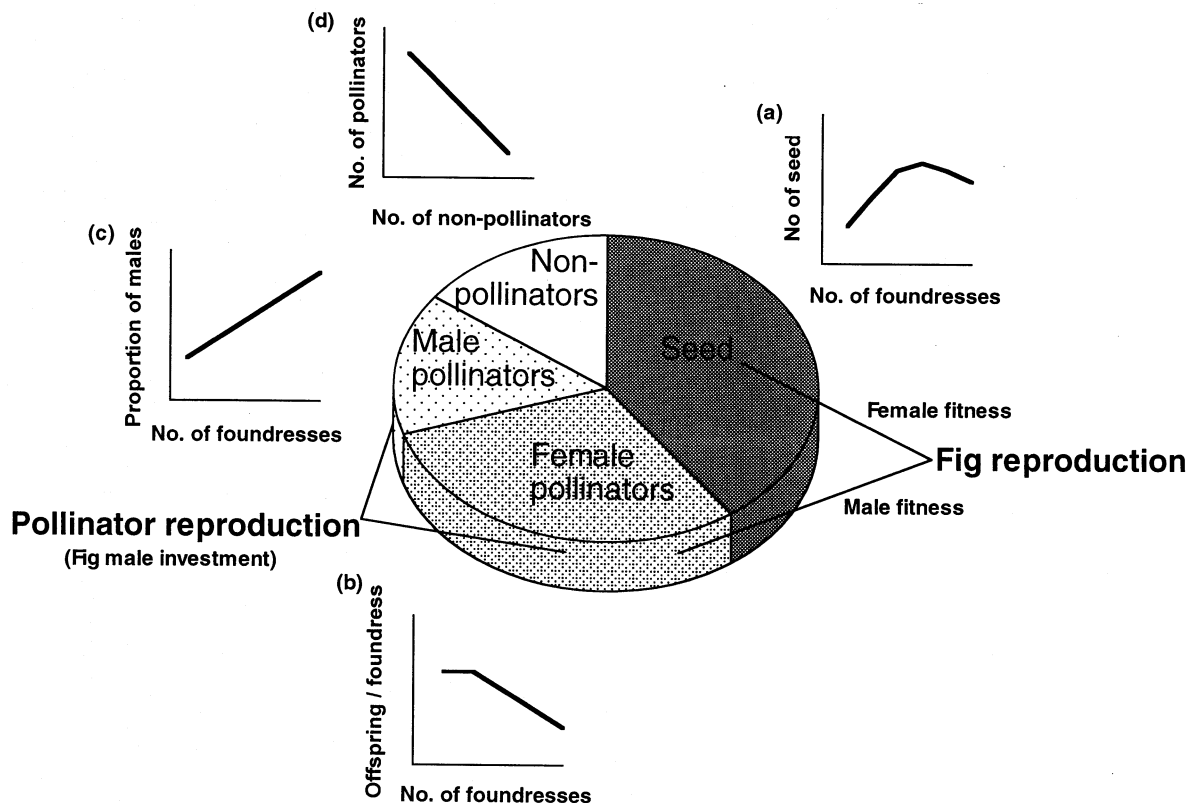 (d)
No. of pollinators
No. of non-pollinators
(a)
No of seed
No. of foundresses
(c)
Proportion of males
No. of foundresses
Non-
pollinators
Male
pollinators
Seed
Female
pollinators
Female fitness
Fig reproduction
Male fitness
Pollinator reproduction
(Fig male investment)
(b)
Offspring / foundress
No. of foundresses